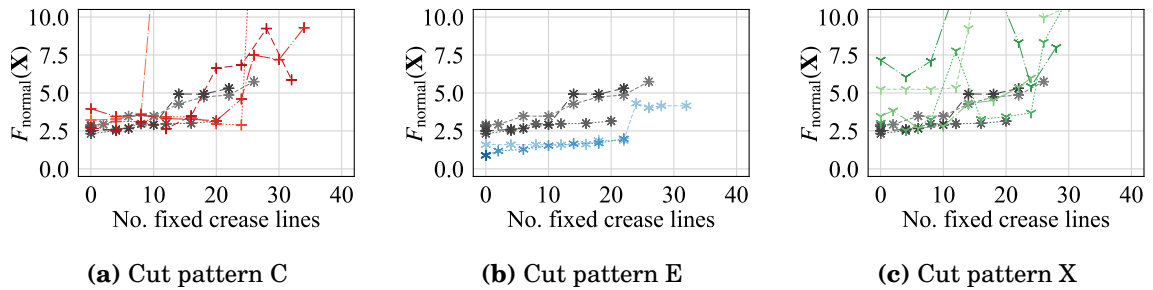 10.0
7.5
5.0
2.5
0.0
F_normal(X)
0 10 20 30 40
No. fixed crease lines
(a) Cut pattern C
10.0
7.5
5.0
2.5
0.0
F_normal(X)
0 10 20 30 40
No. fixed crease lines
(b) Cut pattern E
10.0
7.5
5.0
2.5
0.0
F_normal(X)
0 10 20 30 40
No. fixed crease lines
(c) Cut pattern X